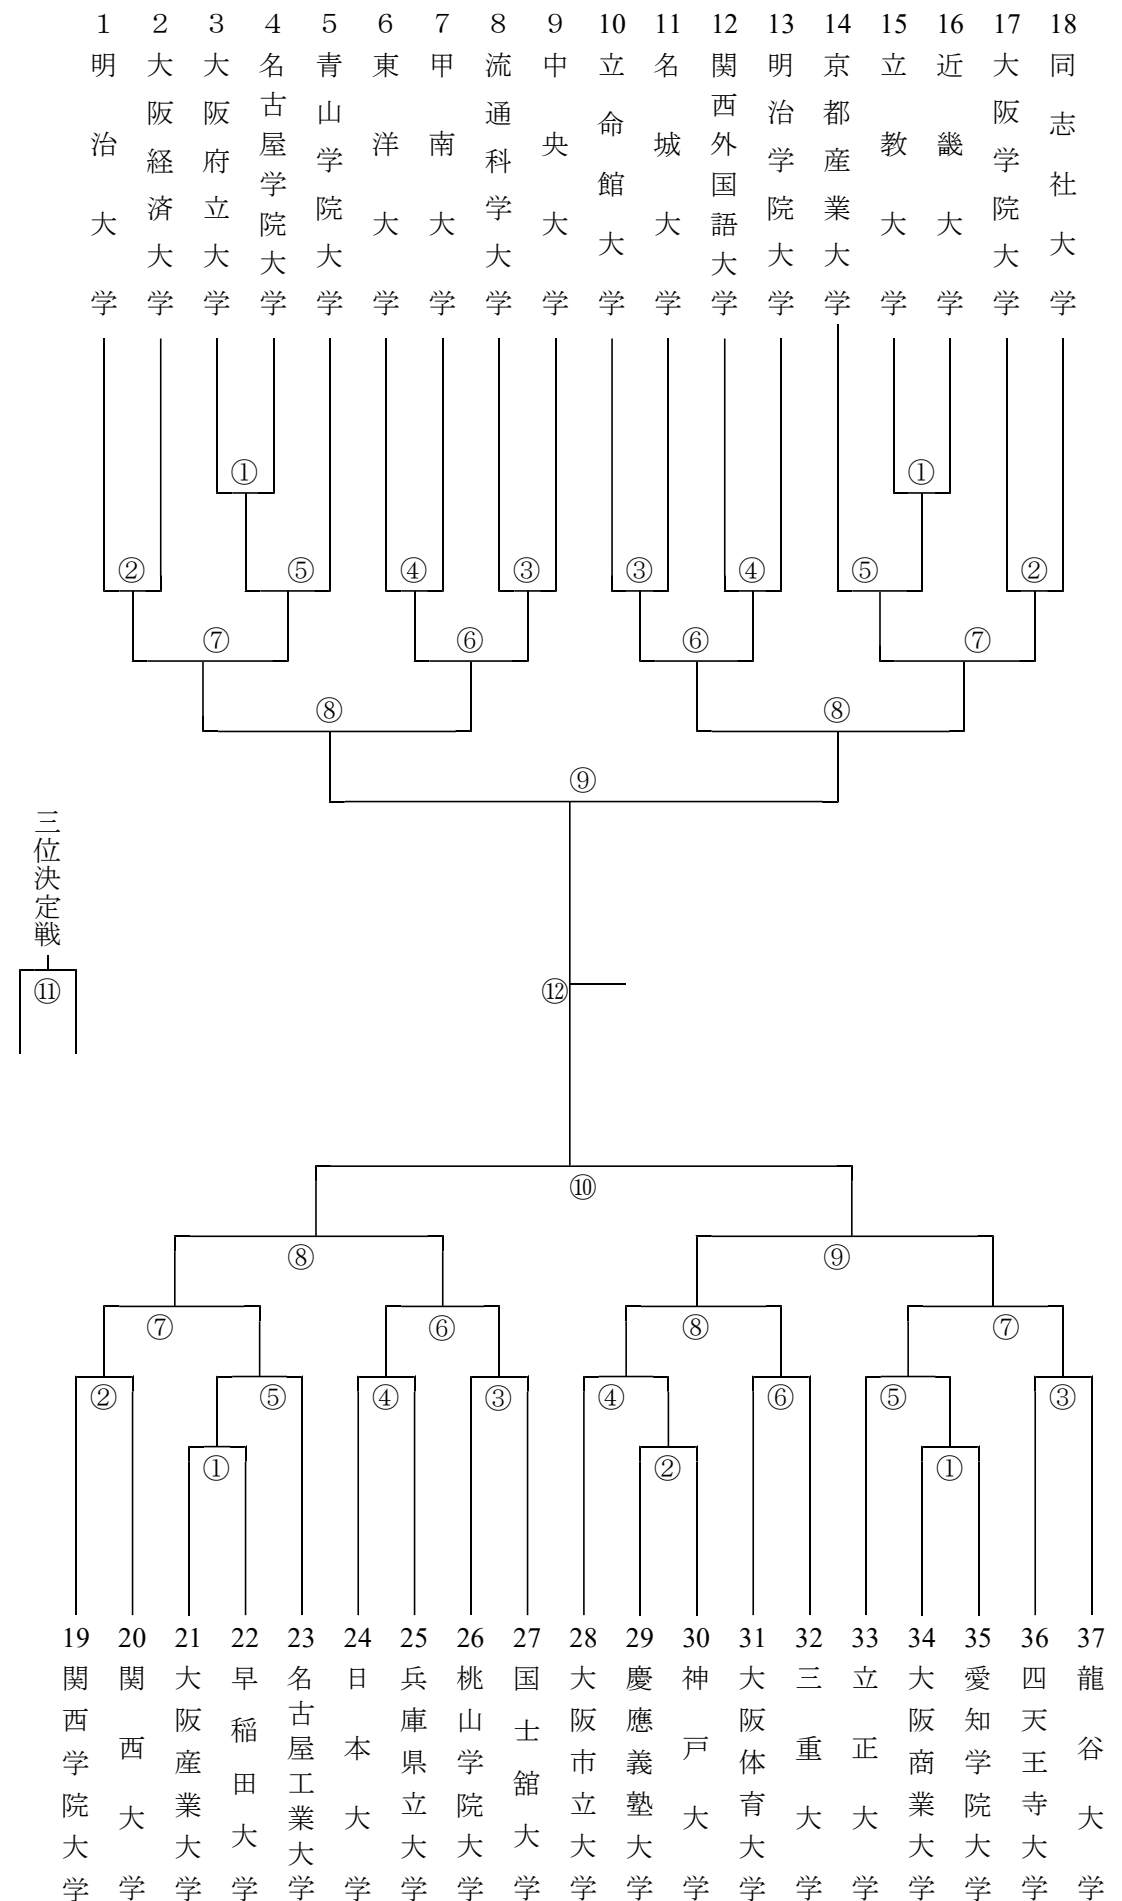 1 明治大学
2 大阪経済大学
3 大阪府立大学
4 名古屋学院大学
5 青山学院大学
6 東洋大学
7 甲南大学
8 流通科学大学
9 中央大学
10 立命館大学
11 名城大学
12 関西外国語大学
13 明治学院大学
14 京都産業大学
15 立教大学
16 近畿大学
17 大阪学院大学
18 同志社大学
① ①
② ⑤ ④ ③ ③ ④ ⑤ ②
⑦ ⑥ ⑥ ⑦
⑧ ⑧
⑨
三位決定戦
⑪
⑫
⑩
⑧ ⑨
⑦ ⑥ ⑧ ⑦
② ⑤ ④ ③ ④ ⑥ ⑤ ③
① ② ①
19 関西学院大学
20 関西大学
21 大阪産業大学
22 早稲田大学
23 名古屋工業大学
24 日本大学
25 兵庫県立大学
26 桃山学院大学
27 国士舘大学
28 大阪市立大学
29 慶應義塾大学
30 神戸大学
31 大阪体育大学
32 三重大学
33 立正大学
34 大阪商業大学
35 愛知学院大学
36 四天王寺大学
37 龍谷大学